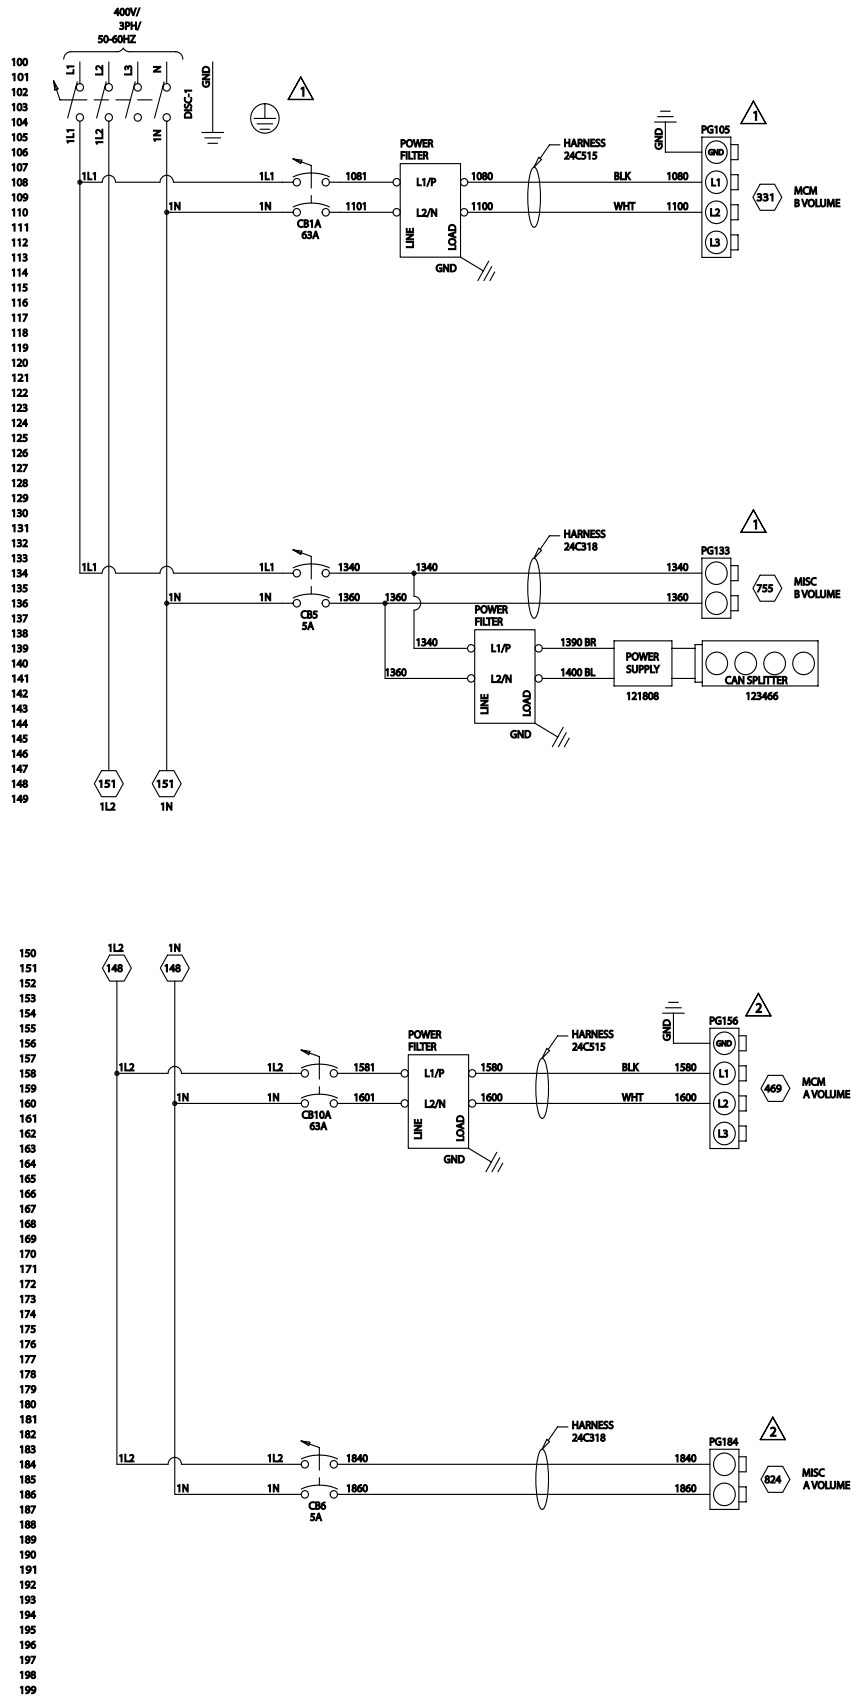 400V/
3PH/
50-60HZ
100
101
102
103
104
105
106
107
108
109
110
111
112
113
114
115
116
117
118
119
120
121
122
123
124
125
126
127
128
129
130
131
132
133
134
135
136
137
138
139
140
141
142
143
144
145
146
147
148
149
L1 L2 L3 N GND
DISC-1
1L1 1L2 1N
1
1L1 1L1 1081
1N 1N 1101
CB1A
63A
POWER
FILTER
L1/P
L2/N
LINE LOAD
GND
1080
1100
HARNESS
24C515
BLK 1080
WHT 1100
GND
1
PG105
GND
L1
L2
L3
331
MCM
B VOLUME
1L1 1L1 1340 1340
1N 1N 1360 1360
CB5
5A
HARNESS
24C318
1340
1360
1
PG133
755
MISC
B VOLUME
1340
1360
POWER
FILTER
L1/P
L2/N
LINE LOAD
GND
1390 BR
1400 BL
POWER
SUPPLY
121808
CAN SPLITTER
123466
151 151
1L2 1N
150
151
152
153
154
155
156
157
158
159
160
161
162
163
164
165
166
167
168
169
170
171
172
173
174
175
176
177
178
179
180
181
182
183
184
185
186
187
188
189
190
191
192
193
194
195
196
197
198
199
1L2 1N
148 148
1L2 1L2 1581
1N 1N 1601
CB10A
63A
POWER
FILTER
L1/P
L2/N
LINE LOAD
GND
1580
1600
HARNESS
24C515
BLK 1580
WHT 1600
GND
2
PG156
GND
L1
L2
L3
469
MCM
A VOLUME
1L2 1L2 1840
1N 1N 1860
CB6
5A
HARNESS
24C318
1840
1860
2
PG184
824
MISC
A VOLUME